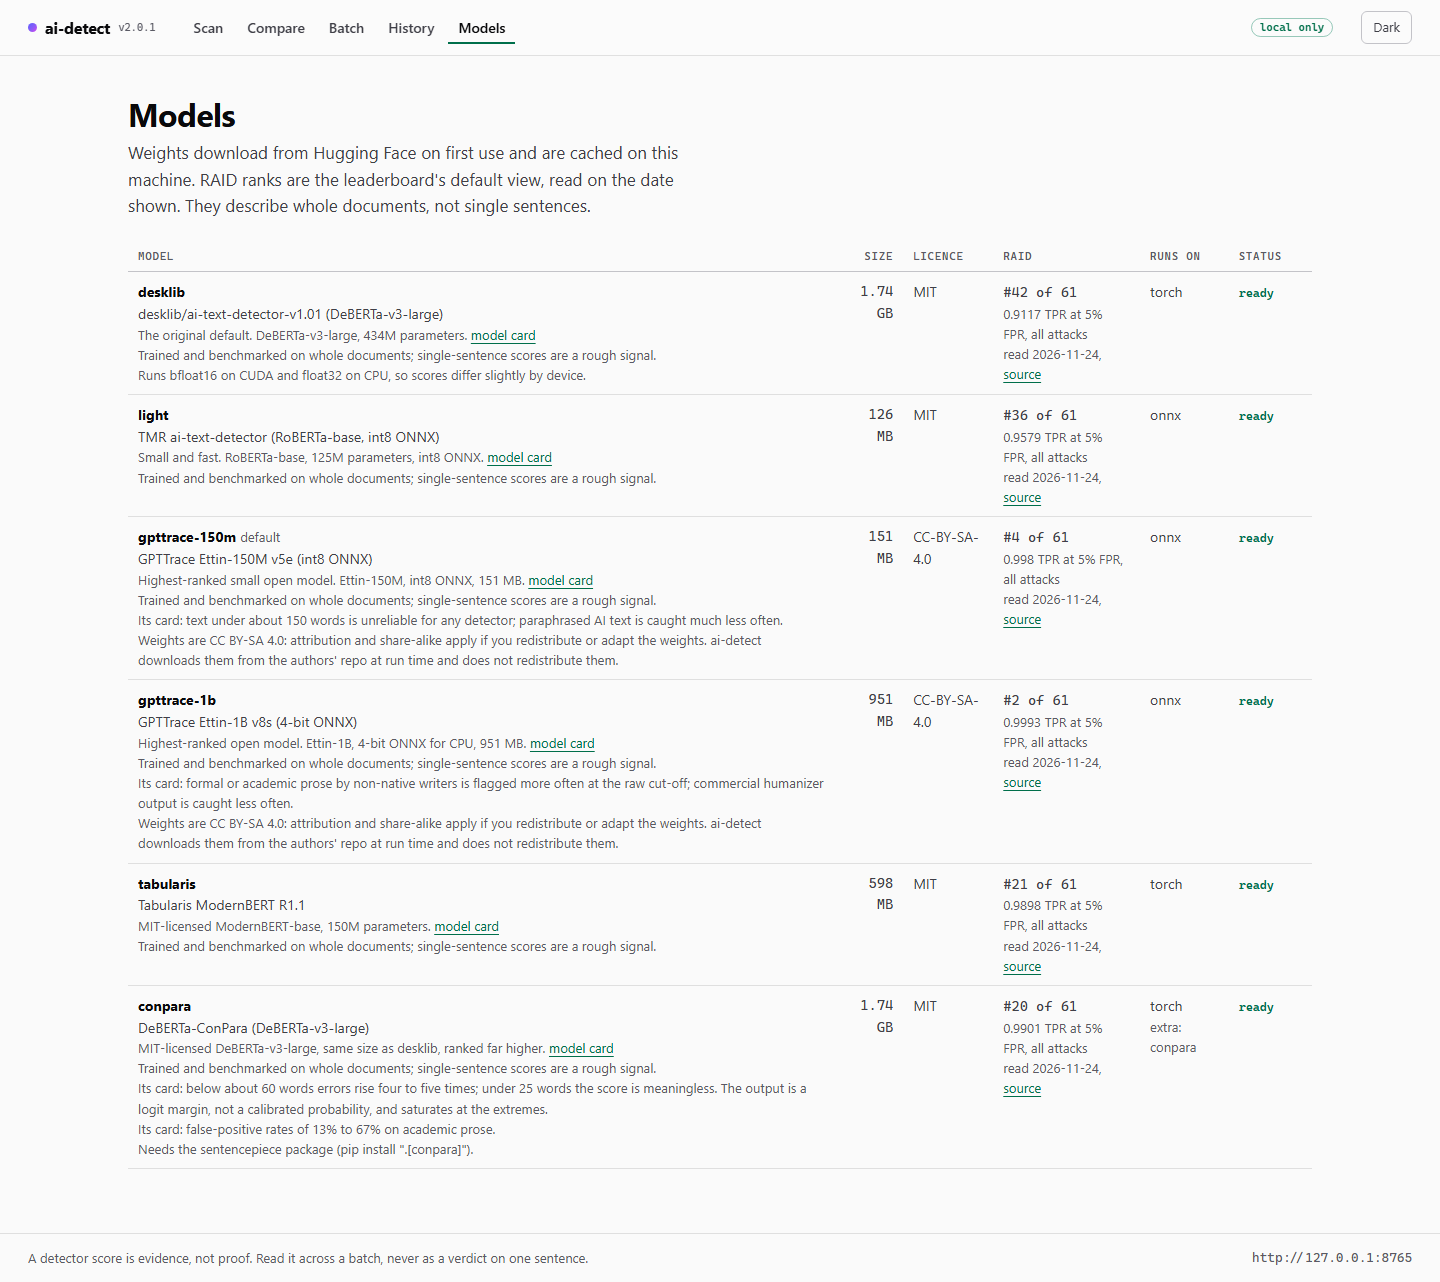 ai-detect v2.0.1 Scan Compare Batch History Models local only Dark
Models
Weights download from Hugging Face on first use and are cached on this
machine. RAID ranks are the leaderboard's default view, read on the date
shown. They describe whole documents, not single sentences.
MODEL SIZE LICENCE RAID RUNS ON STATUS
desklib
desklib/ai-text-detector-v1.01 (DeBERTa-v3-large)
The original default. DeBERTa-v3-large, 434M parameters. model card
Trained and benchmarked on whole documents; single-sentence scores are a rough signal.
Runs bfloat16 on CUDA and float32 on CPU, so scores differ slightly by device.
1.74
GB
MIT
#42 of 61
0.9117 TPR at 5%
FPR, all attacks
read 2026-11-24,
source
torch
ready
light
TMR ai-text-detector (RoBERTa-base, int8 ONNX)
Small and fast. RoBERTa-base, 125M parameters, int8 ONNX. model card
Trained and benchmarked on whole documents; single-sentence scores are a rough signal.
126
MB
MIT
#36 of 61
0.9579 TPR at 5%
FPR, all attacks
read 2026-11-24,
source
onnx
ready
gpttrace-150m default
GPTTrace Ettin-150M v5e (int8 ONNX)
Highest-ranked small open model. Ettin-150M, int8 ONNX, 151 MB. model card
Trained and benchmarked on whole documents; single-sentence scores are a rough signal.
Its card: text under about 150 words is unreliable for any detector; paraphrased AI text is caught much less often.
Weights are CC BY-SA 4.0: attribution and share-alike apply if you redistribute or adapt the weights. ai-detect
downloads them from the authors' repo at run time and does not redistribute them.
151
MB
CC-BY-SA-
4.0
#4 of 61
0.998 TPR at 5% FPR,
all attacks
read 2026-11-24,
source
onnx
ready
gpttrace-1b
GPTTrace Ettin-1B v8s (4-bit ONNX)
Highest-ranked open model. Ettin-1B, 4-bit ONNX for CPU, 951 MB. model card
Trained and benchmarked on whole documents; single-sentence scores are a rough signal.
Its card: formal or academic prose by non-native writers is flagged more often at the raw cut-off; commercial humanizer
output is caught less often.
Weights are CC BY-SA 4.0: attribution and share-alike apply if you redistribute or adapt the weights. ai-detect
downloads them from the authors' repo at run time and does not redistribute them.
951
MB
CC-BY-SA-
4.0
#2 of 61
0.9993 TPR at 5%
FPR, all attacks
read 2026-11-24,
source
onnx
ready
tabularis
Tabularis ModernBERT R1.1
MIT-licensed ModernBERT-base, 150M parameters. model card
Trained and benchmarked on whole documents; single-sentence scores are a rough signal.
598
MB
MIT
#21 of 61
0.9898 TPR at 5%
FPR, all attacks
read 2026-11-24,
source
torch
ready
conpara
DeBERTa-ConPara (DeBERTa-v3-large)
MIT-licensed DeBERTa-v3-large, same size as desklib, ranked far higher. model card
Trained and benchmarked on whole documents; single-sentence scores are a rough signal.
Its card: below about 60 words errors rise four to five times; under 25 words the score is meaningless. The output is a
logit margin, not a calibrated probability, and saturates at the extremes.
Its card: false-positive rates of 13% to 67% on academic prose.
Needs the sentencepiece package (pip install ".[conpara]").
1.74
GB
MIT
#20 of 61
0.9901 TPR at 5%
FPR, all attacks
read 2026-11-24,
source
torch
extra:
conpara
ready
A detector score is evidence, not proof. Read it across a batch, never as a verdict on one sentence. http://127.0.0.1:8765